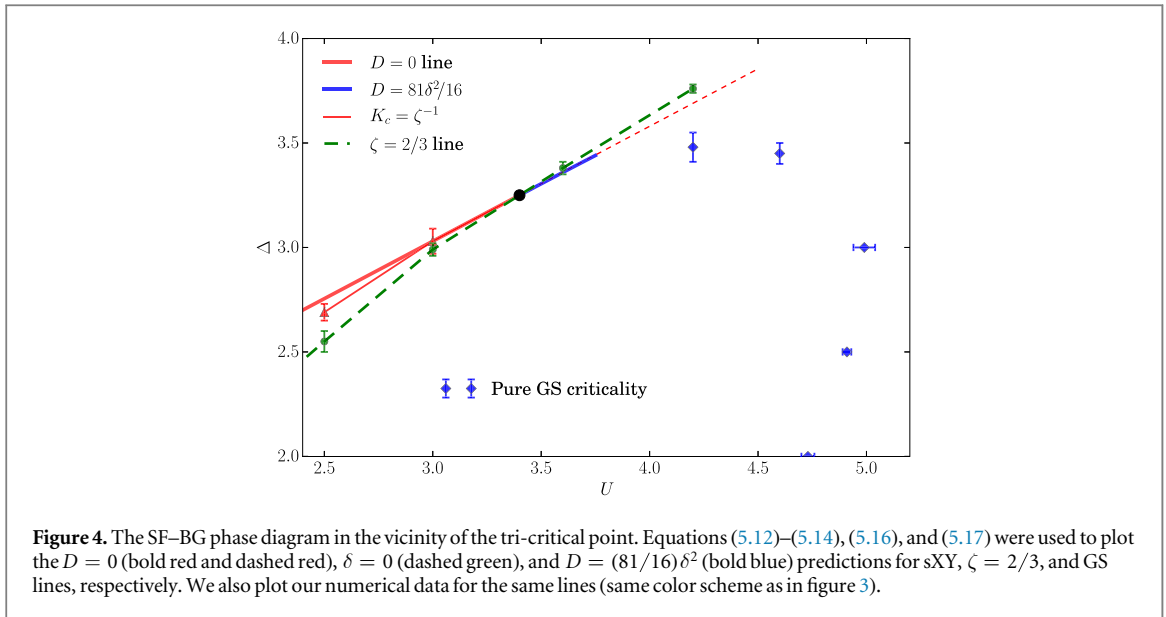 4.0
3.5
3.0
2.5
2.0
Δ
D = 0 line
D = 81δ²/16
K_c = ζ⁻¹
ζ = 2/3 line
Pure GS criticality
2.5 3.0 3.5 4.0 4.5 5.0
U
Figure 4. The SF–BG phase diagram in the vicinity of the tri-critical point. Equations (5.12)–(5.14), (5.16), and (5.17) were used to plot
the D = 0 (bold red and dashed red), δ = 0 (dashed green), and D = (81/16)δ² (bold blue) predictions for sXY, ζ = 2/3, and GS
lines, respectively. We also plot our numerical data for the same lines (same color scheme as in figure 3).